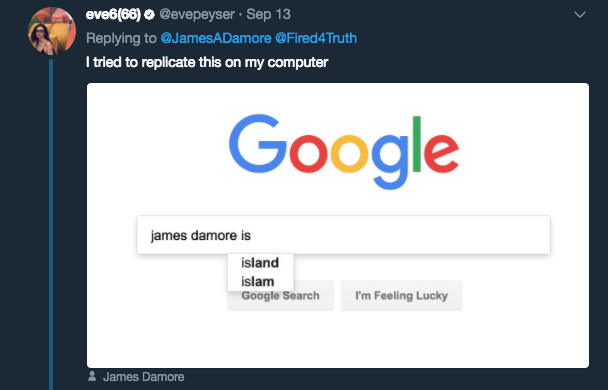 eve6(66) @evepeyser · Sep 13
Replying to @JamesADamore @Fired4Truth
I tried to replicate this on my computer
Google
james damore is
island
islam
Google Search I'm Feeling Lucky
James Damore